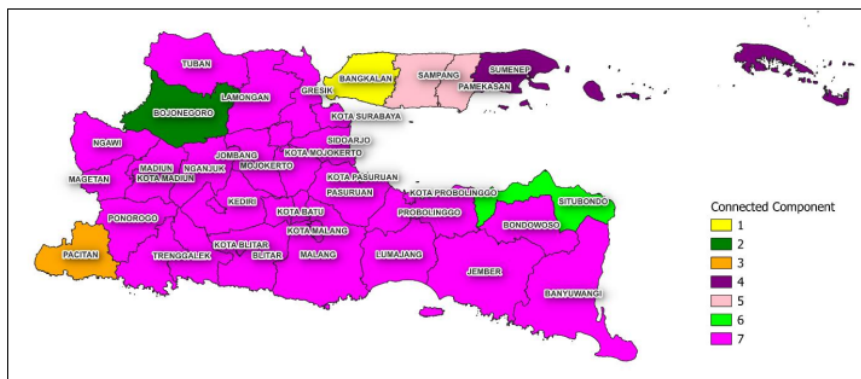 TUBAN
BANGKALAN
SAMPANG
SUMENEP
PAMEKASAN
LAMONGAN
GRESIK
BOJONEGORO
KOTA SURABAYA
SIDOARJO
NGAWI
JOMBANG
KOTA MOJOKERTO
MADIUN
NGANJUK
MOJOKERTO
MAGETAN
KOTA MADIUN
KOTA PASURUAN
PASURUAN
KOTA PROBOLINGGO
SITUBONDO
KEDIRI
PONOROGO
KOTA BATU
PROBOLINGGO
BONDOWOSO
KOTA MALANG
KOTA BLITAR
PACITAN
TRENGGALEK
BLITAR
MALANG
LUMAJANG
JEMBER
BANYUWANGI
Connected Component
1
2
3
4
5
6
7